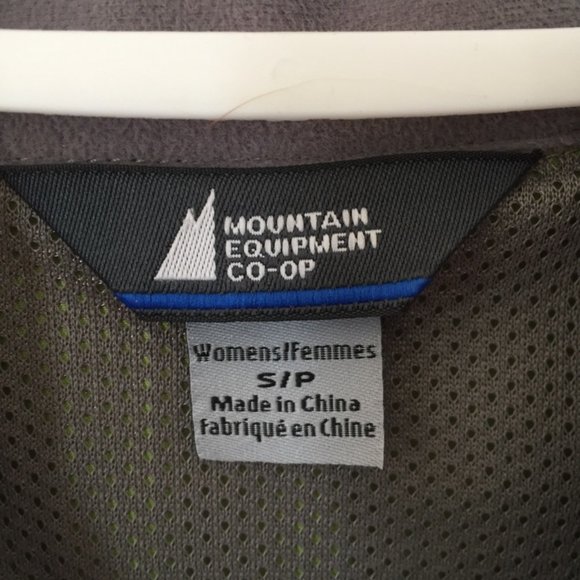 MOUNTAIN
EQUIPMENT
CO-OP
Womens/Femmes
S/P
Made in China
Fabriqué en Chine